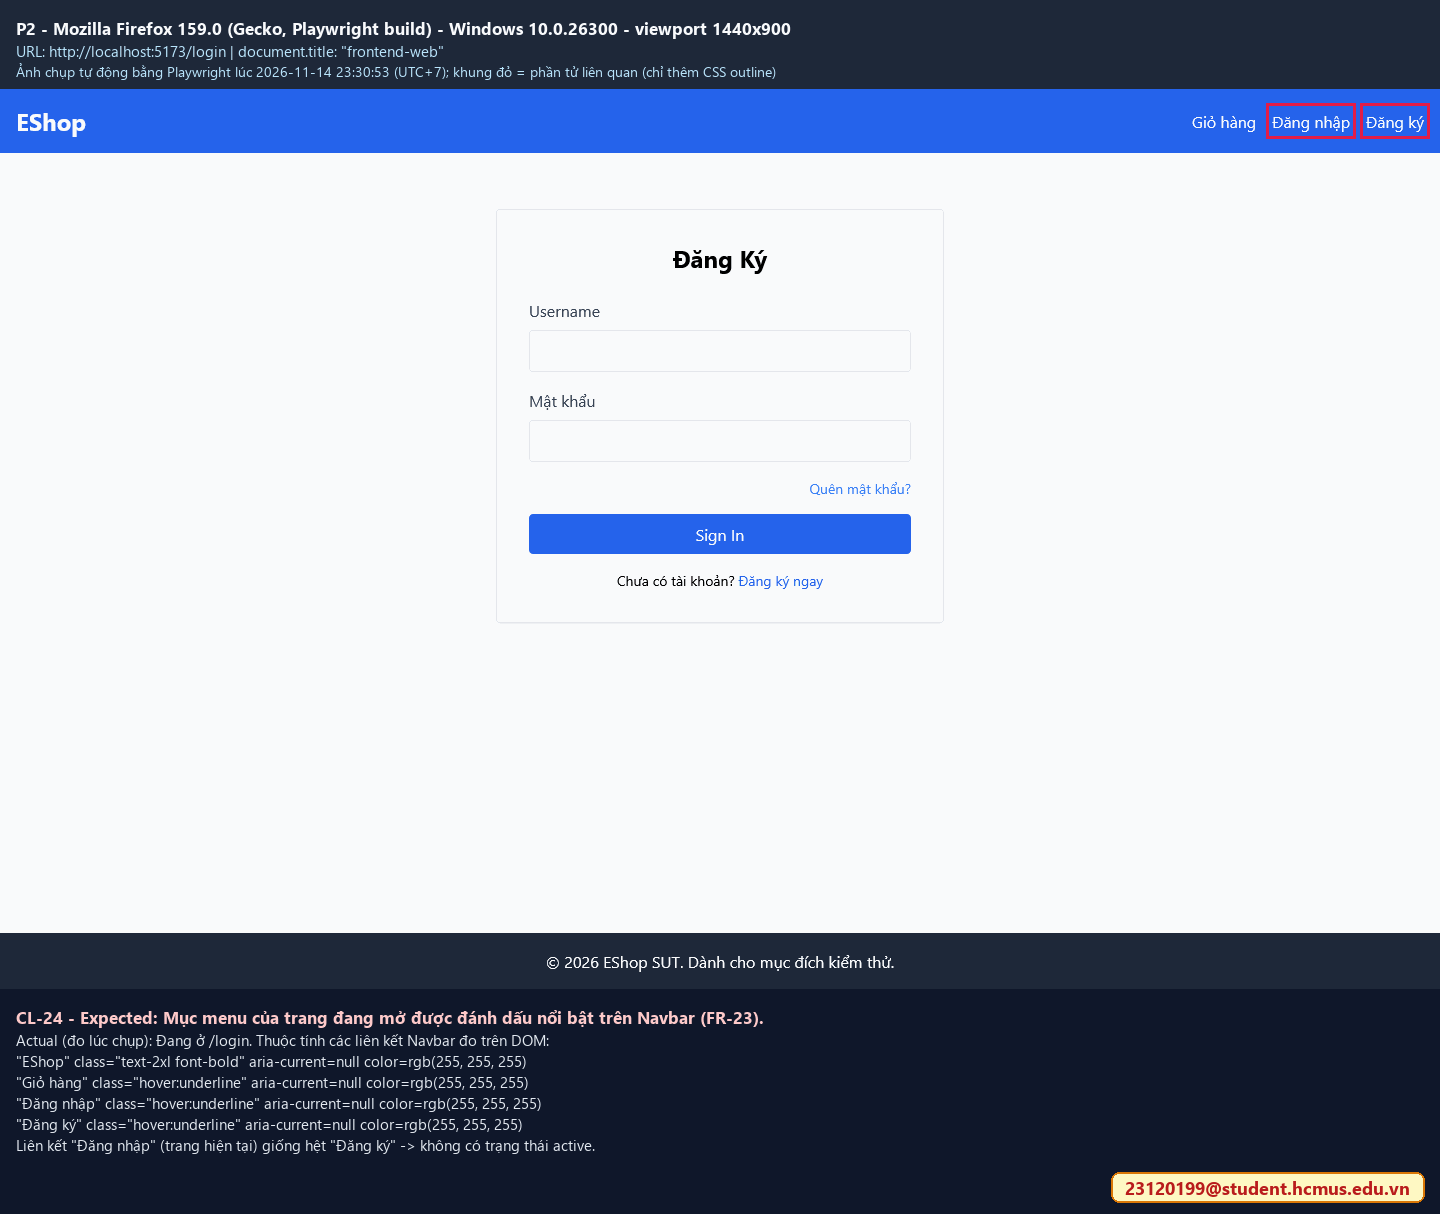 P2 - Mozilla Firefox 159.0 (Gecko, Playwright build) - Windows 10.0.26300 - viewport 1440x900
URL: http://localhost:5173/login | document.title: "frontend-web"
Ảnh chụp tự động bằng Playwright lúc 2026-11-14 23:30:53 (UTC+7); khung đỏ = phần tử liên quan (chỉ thêm CSS outline)
EShop
Giỏ hàng
Đăng nhập
Đăng ký
Đăng Ký
Username
Mật khẩu
Quên mật khẩu?
Sign In
Chưa có tài khoản? Đăng ký ngay
© 2026 EShop SUT. Dành cho mục đích kiểm thử.
CL-24 - Expected: Mục menu của trang đang mở được đánh dấu nổi bật trên Navbar (FR-23).
Actual (đo lúc chụp): Đang ở /login. Thuộc tính các liên kết Navbar đo trên DOM:
"EShop" class="text-2xl font-bold" aria-current=null color=rgb(255, 255, 255)
"Giỏ hàng" class="hover:underline" aria-current=null color=rgb(255, 255, 255)
"Đăng nhập" class="hover:underline" aria-current=null color=rgb(255, 255, 255)
"Đăng ký" class="hover:underline" aria-current=null color=rgb(255, 255, 255)
Liên kết "Đăng nhập" (trang hiện tại) giống hệt "Đăng ký" -> không có trạng thái active.
23120199@student.hcmus.edu.vn